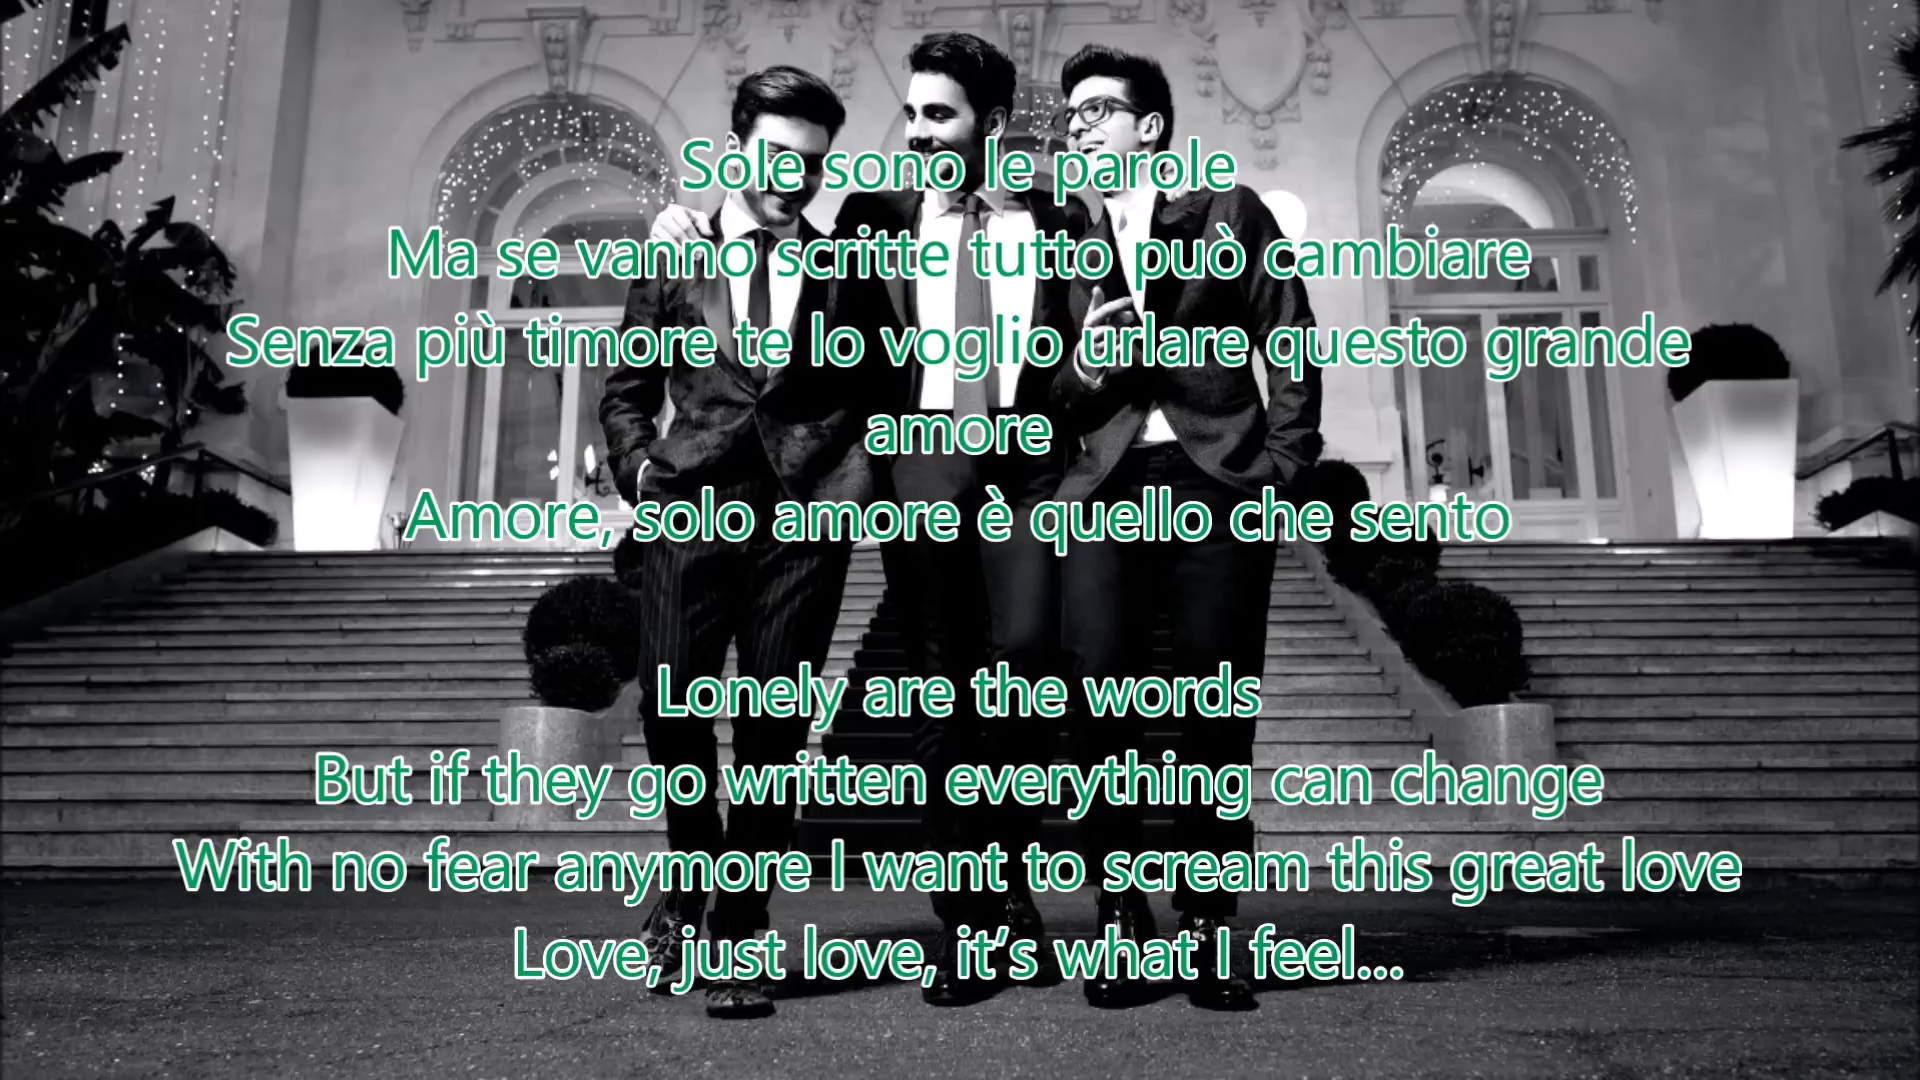 Sole sono le parole
Ma se vanno scritte tutto può cambiare
Senza più timore te lo voglio urlare questo grande
amore
Amore, solo amore è quello che sento
Lonely are the words
But if they go written everything can change
With no fear anymore I want to scream this great love
Love, just love, it’s what I feel...